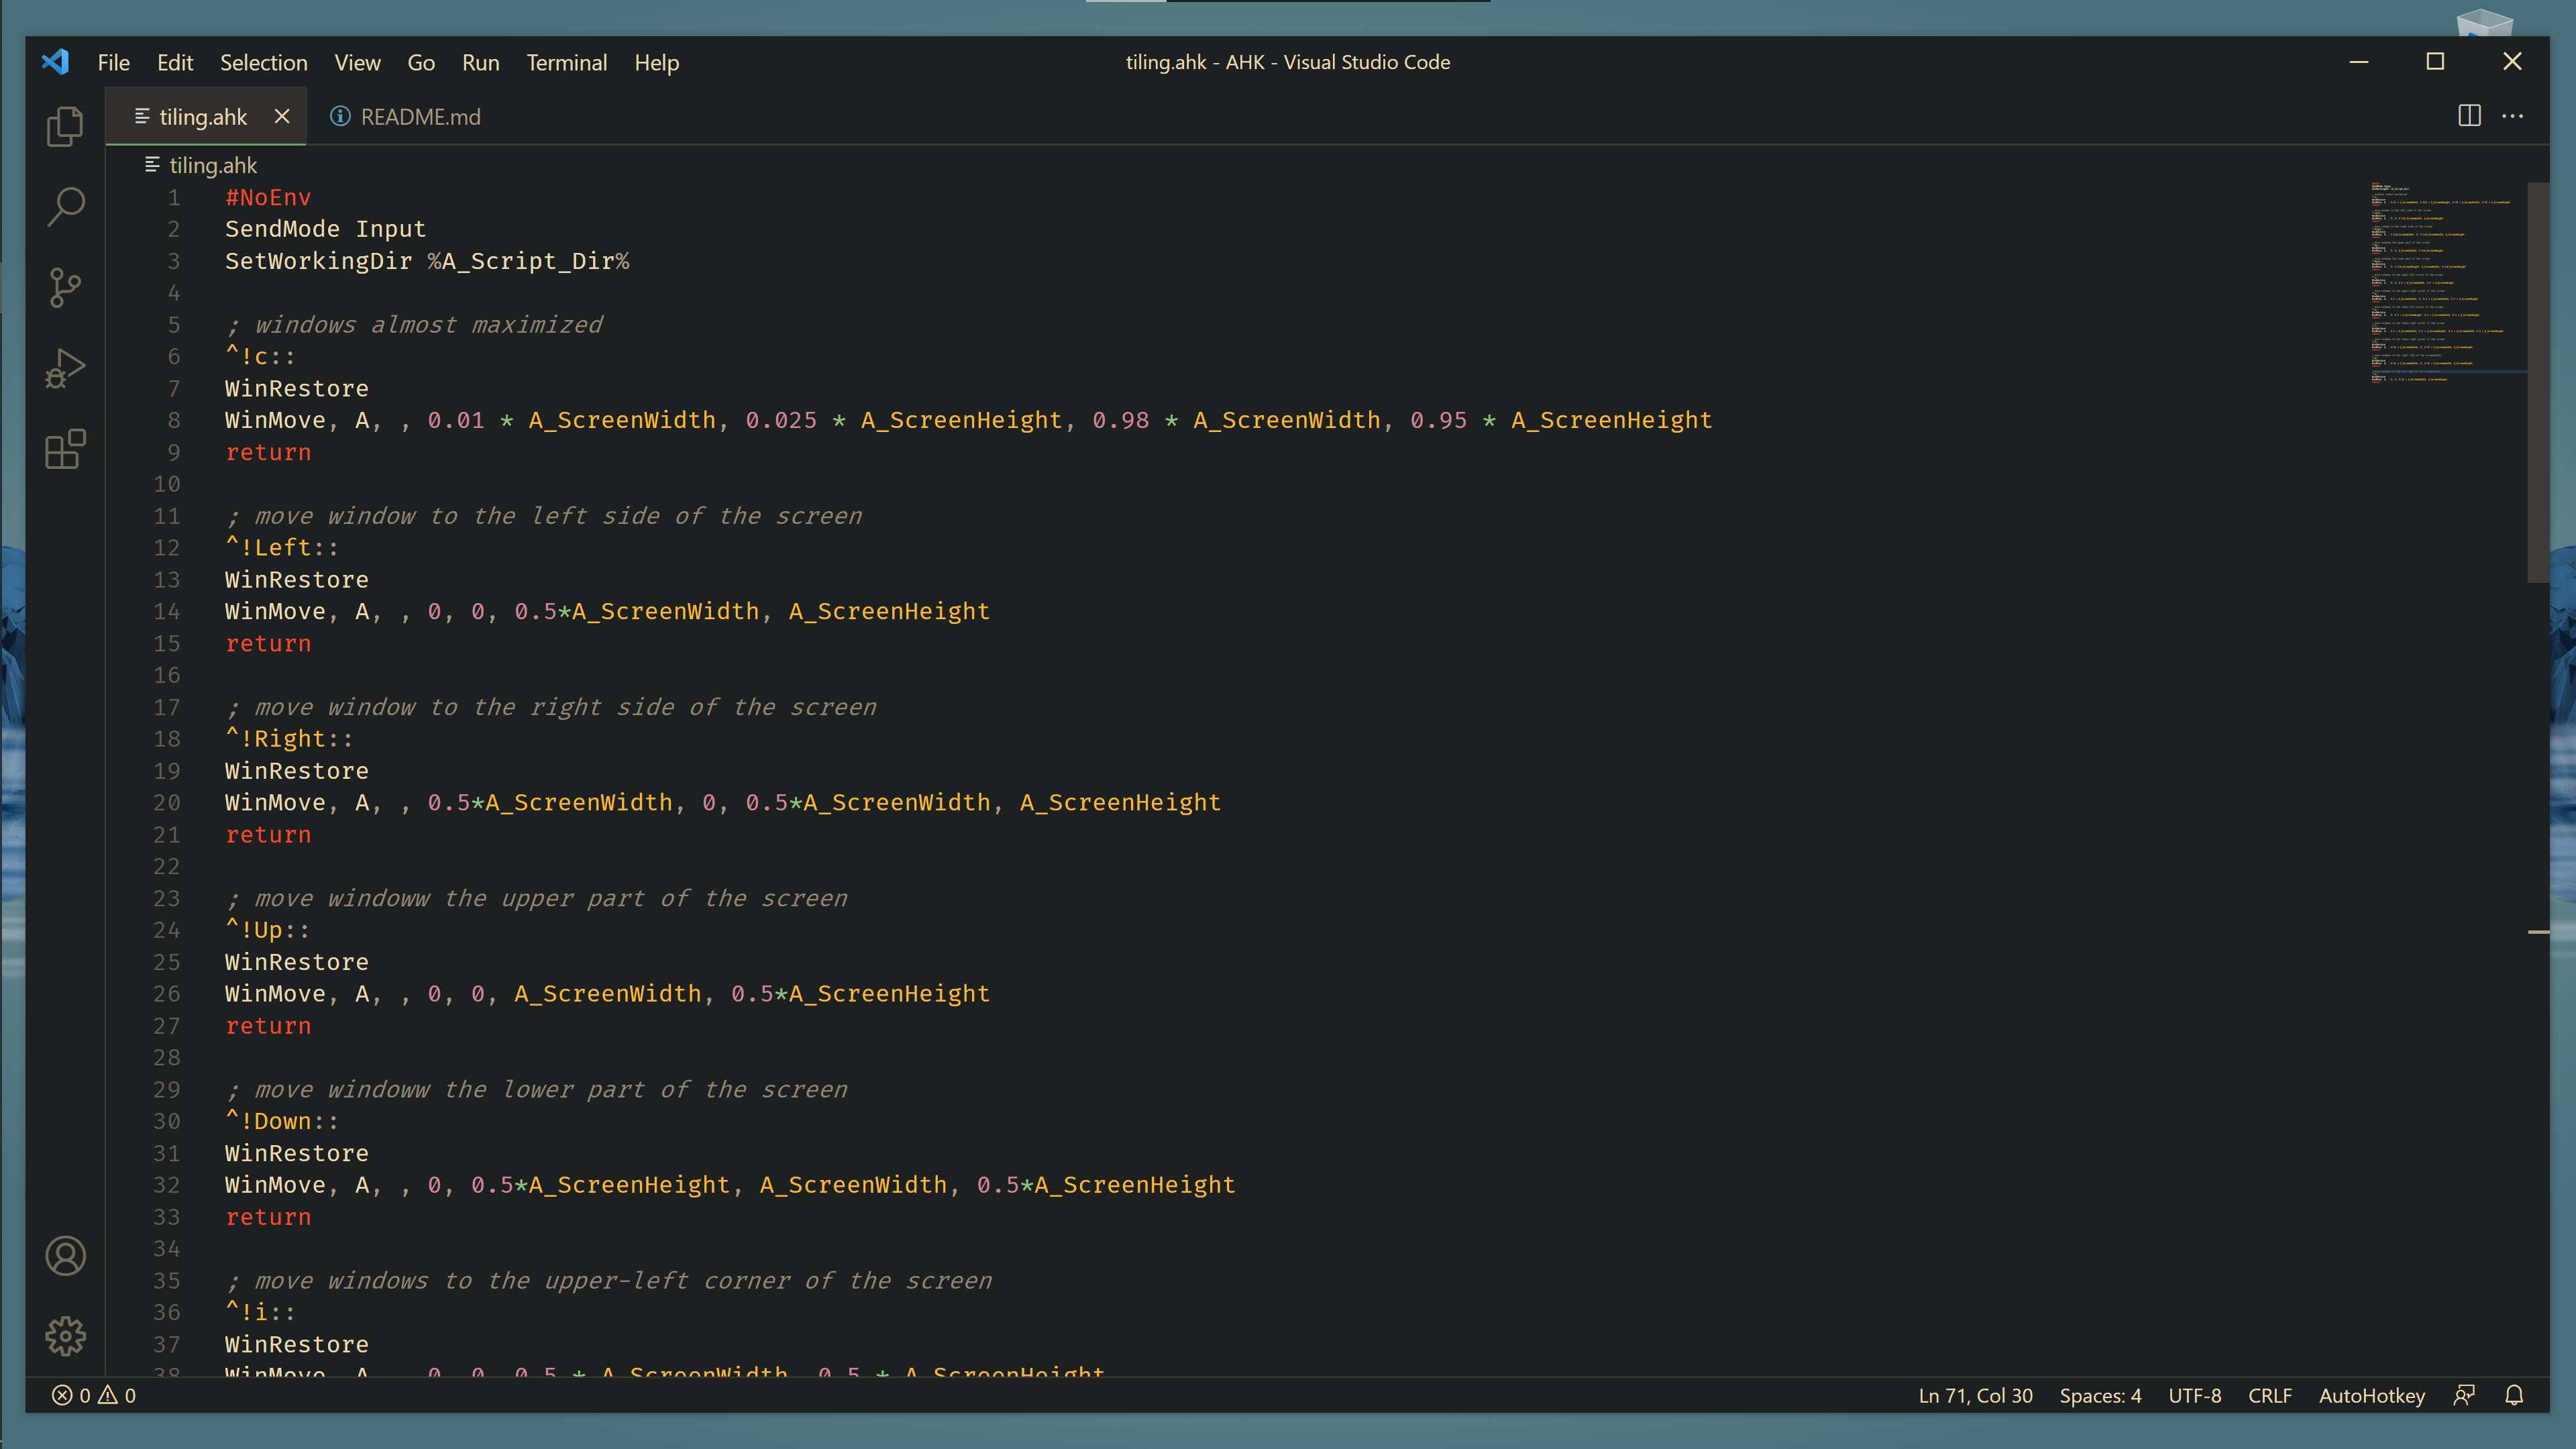 File Edit Selection View Go Run Terminal Help
tiling.ahk - AHK - Visual Studio Code
tiling.ahk
README.md
tiling.ahk
1 #NoEnv
2 SendMode Input
3 SetWorkingDir %A_Script_Dir%
4
5 ; windows almost maximized
6 ^!c::
7 WinRestore
8 WinMove, A, , 0.01 * A_ScreenWidth, 0.025 * A_ScreenHeight, 0.98 * A_ScreenWidth, 0.95 * A_ScreenHeight
9 return
10
11 ; move window to the left side of the screen
12 ^!Left::
13 WinRestore
14 WinMove, A, , 0, 0, 0.5*A_ScreenWidth, A_ScreenHeight
15 return
16
17 ; move window to the right side of the screen
18 ^!Right::
19 WinRestore
20 WinMove, A, , 0.5*A_ScreenWidth, 0, 0.5*A_ScreenWidth, A_ScreenHeight
21 return
22
23 ; move windoww the upper part of the screen
24 ^!Up::
25 WinRestore
26 WinMove, A, , 0, 0, A_ScreenWidth, 0.5*A_ScreenHeight
27 return
28
29 ; move windoww the lower part of the screen
30 ^!Down::
31 WinRestore
32 WinMove, A, , 0, 0.5*A_ScreenHeight, A_ScreenWidth, 0.5*A_ScreenHeight
33 return
34
35 ; move windows to the upper-left corner of the screen
36 ^!i::
37 WinRestore
38 WinMove, A, , 0, 0, 0.5 * A_ScreenWidth, 0.5 * A_ScreenHeight
0 0
Ln 71, Col 30 Spaces: 4 UTF-8 CRLF AutoHotkey